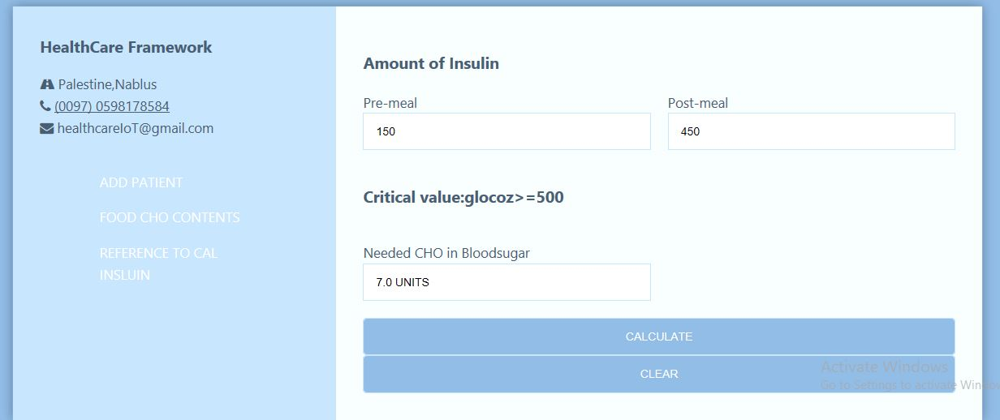 HealthCare Framework
Palestine,Nablus
(0097) 0598178584
healthcareIoT@gmail.com
ADD PATIENT
FOOD CHO CONTENTS
REFERENCE TO CAL
INSLUIN
Amount of Insulin
Pre-meal Post-meal
150 450
Critical value:glocoz>=500
Needed CHO in Bloodsugar
7.0 UNITS
CALCULATE
CLEAR
Activate Windows
Go to Settings to activate Window